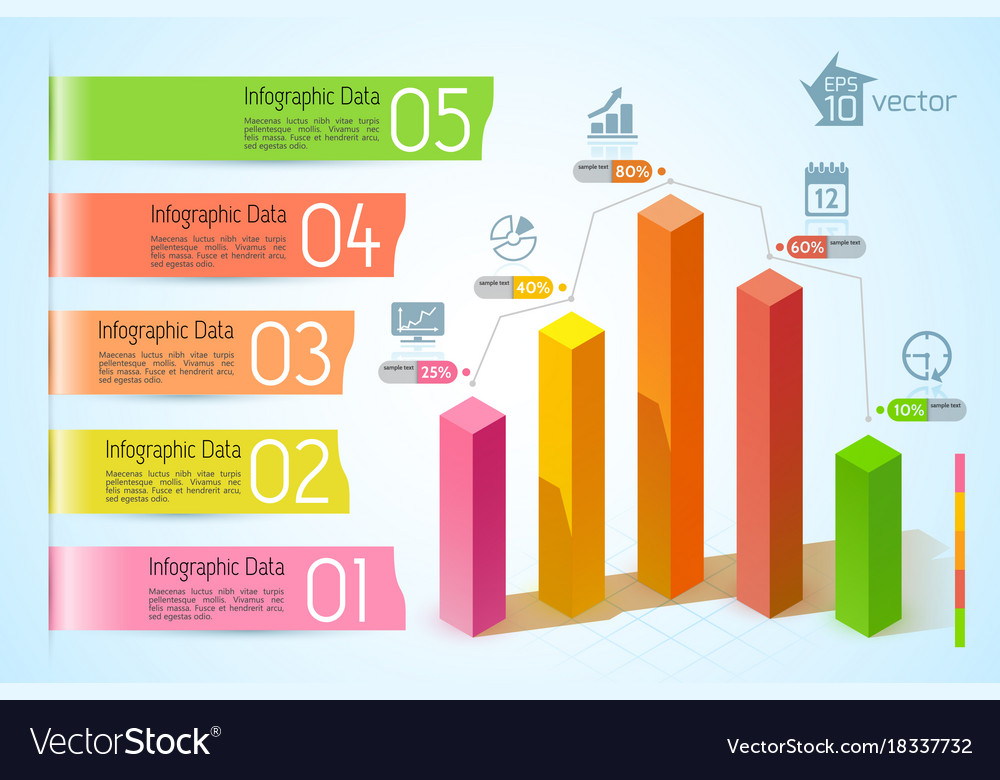 Infographic Data
Maecenas luctus nibh vitae turpis
pellentesque mollis. Vivamus nec
felis massa. Fusce et hendrerit arcu,
sed egestas odio.
05
Infographic Data
Maecenas luctus nibh vitae turpis
pellentesque mollis. Vivamus nec
felis massa. Fusce et hendrerit arcu,
sed egestas odio.
04
Infographic Data
Maecenas luctus nibh vitae turpis
pellentesque mollis. Vivamus nec
felis massa. Fusce et hendrerit arcu,
sed egestas odio.
03
Infographic Data
Maecenas luctus nibh vitae turpis
pellentesque mollis. Vivamus nec
felis massa. Fusce et hendrerit arcu,
sed egestas odio.
02
Infographic Data
Maecenas luctus nibh vitae turpis
pellentesque mollis. Vivamus nec
felis massa. Fusce et hendrerit arcu,
sed egestas odio.
01
EPS
10 vector
sample text 80%
12
60% sample text
sample text 40%
sample text 25%
10% sample text
VectorStock®
VectorStock.com/18337732